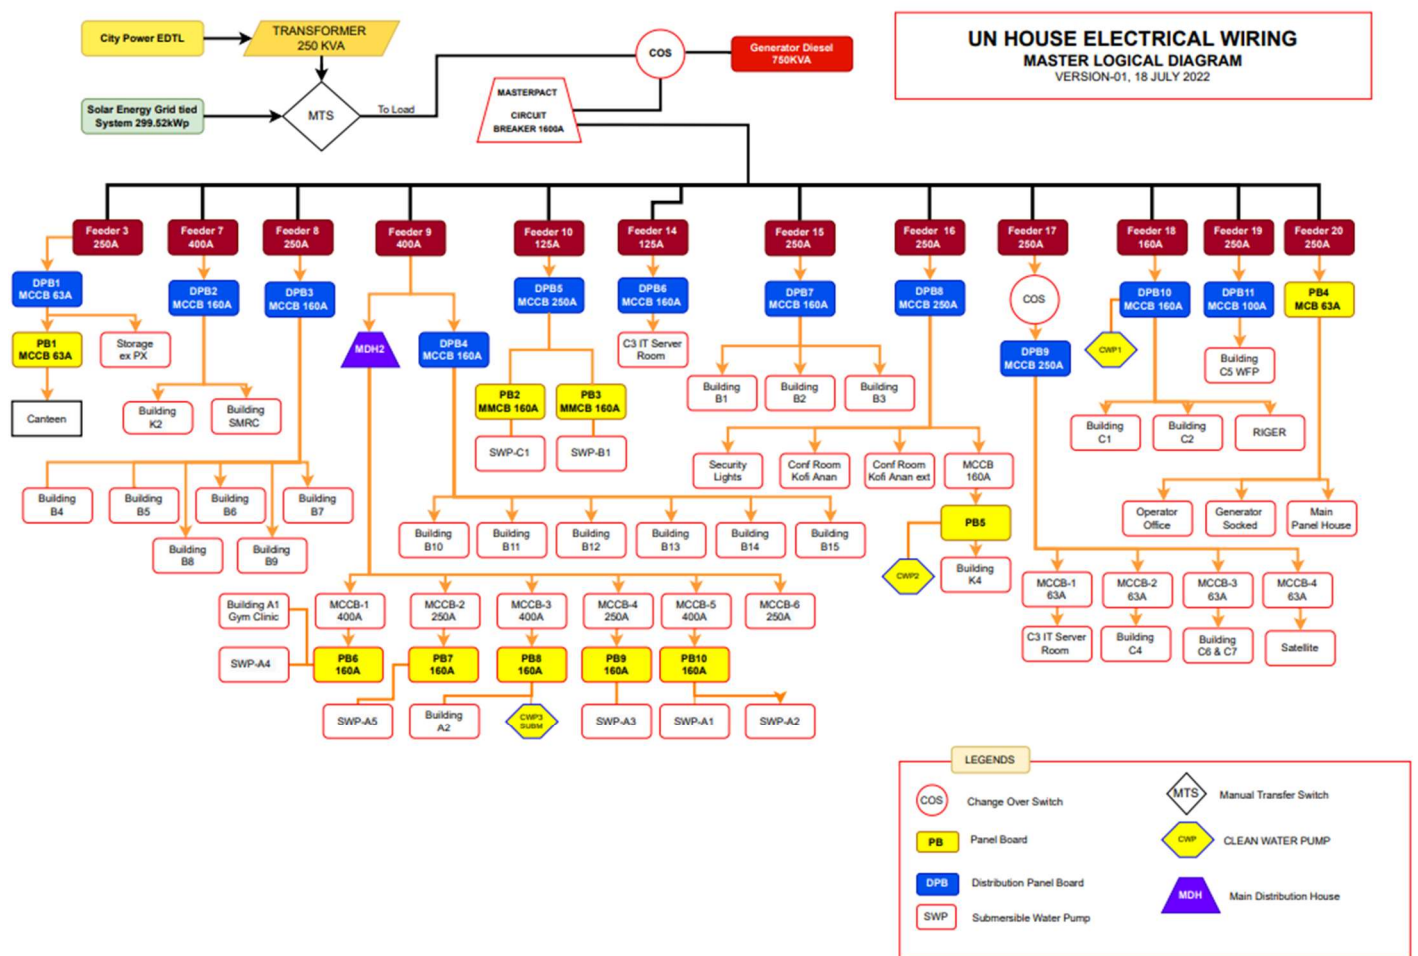 City Power EDTL
TRANSFORMER
250 KVA
COS
Generator Diesel
750KVA
UN HOUSE ELECTRICAL WIRING
MASTER LOGICAL DIAGRAM
VERSION-01, 18 JULY 2022
Solar Energy Grid tied
System 299.52kWp
MTS
To Load
MASTERPACT
CIRCUIT
BREAKER 1600A
Feeder 3
250A
Feeder 7
400A
Feeder 8
250A
Feeder 9
400A
Feeder 10
125A
Feeder 14
125A
Feeder 15
250A
Feeder 16
250A
Feeder 17
250A
Feeder 18
160A
Feeder 19
250A
Feeder 20
250A
DPB1
MCCB 63A
DPB2
MCCB 160A
DPB3
MCCB 160A
DPB5
MCCB 250A
DPB6
MCCB 160A
DPB7
MCCB 160A
DPB8
MCCB 250A
COS
DPB10
MCCB 160A
DPB11
MCCB 100A
PB4
MCB 63A
PB1
MCCB 63A
Storage
ex PX
MDH2
DPB4
MCCB 160A
C3 IT Server
Room
DPB9
MCCB 250A
CWP1
Building
C5 WFP
Canteen
Building
K2
Building
SMRC
PB2
MMCB 160A
PB3
MMCB 160A
Building
B1
Building
B2
Building
B3
Building
C1
Building
C2
RIGER
SWP-C1
SWP-B1
Security
Lights
Conf Room
Kofi Anan
Conf Room
Kofi Anan ext
MCCB
160A
Building
B4
Building
B5
Building
B6
Building
B7
Building
B8
Building
B9
Building
B10
Building
B11
Building
B12
Building
B13
Building
B14
Building
B15
PB5
Operator
Office
Generator
Socked
Main
Panel House
CWP2
Building
K4
Building A1
Gym Clinic
MCCB-1
400A
MCCB-2
250A
MCCB-3
400A
MCCB-4
250A
MCCB-5
400A
MCCB-6
250A
MCCB-1
63A
MCCB-2
63A
MCCB-3
63A
MCCB-4
63A
SWP-A4
PB6
160A
PB7
160A
PB8
160A
PB9
160A
PB10
160A
C3 IT Server
Room
Building
C4
Building
C6 & C7
Satellite
SWP-A5
Building
A2
CWP3
SUBM
SWP-A3
SWP-A1
SWP-A2
LEGENDS
COS
Change Over Switch
MTS
Manual Transfer Switch
PB
Panel Board
CWP
CLEAN WATER PUMP
DPB
Distribution Panel Board
MDH
Main Distribution House
SWP
Submersible Water Pump